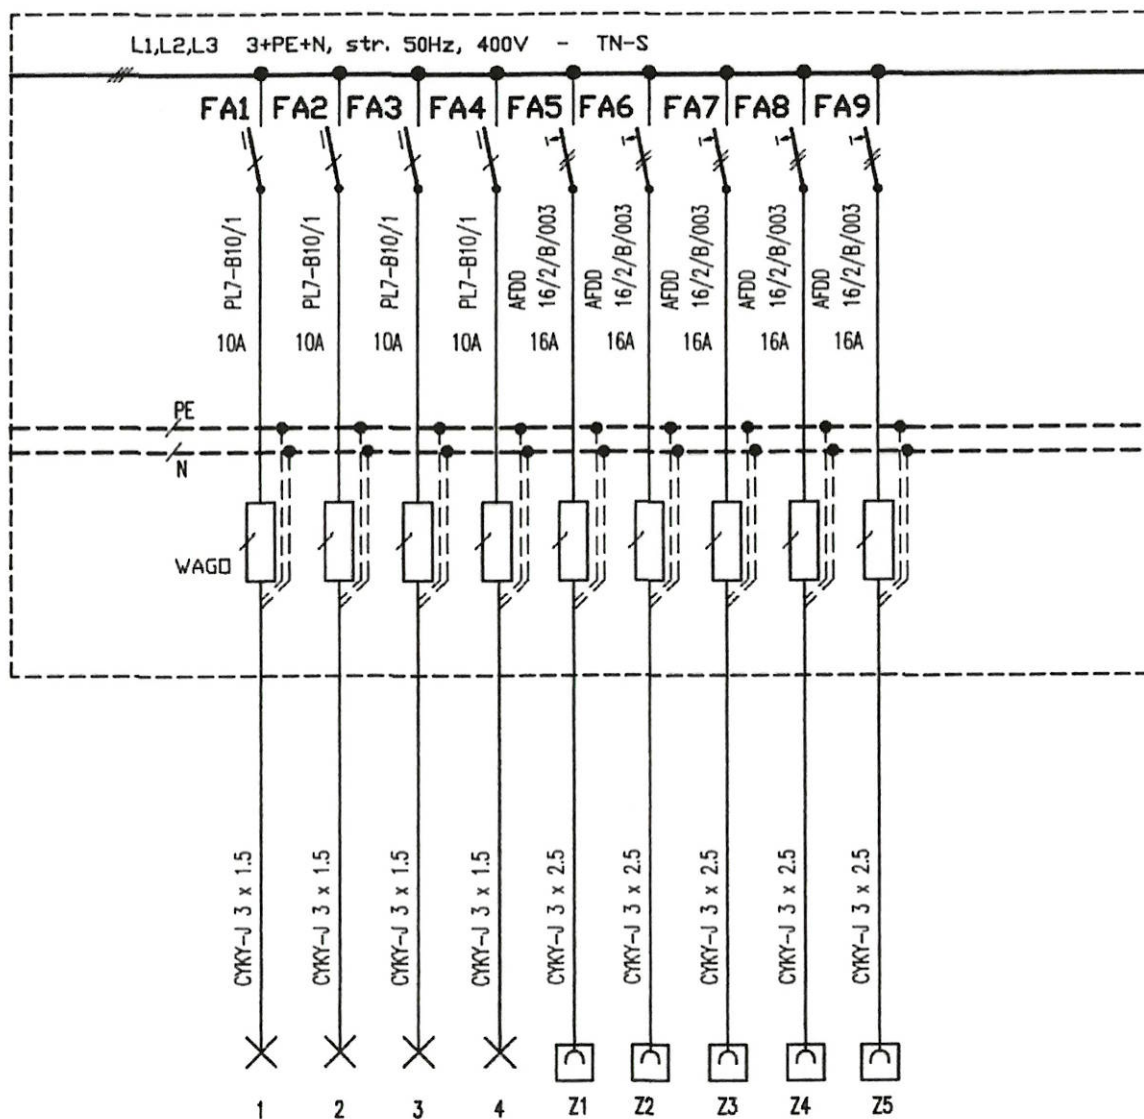 L1,L2,L3 3+PE+N, str. 50Hz, 400V - TN-S
FA1 FA2 FA3 FA4 FA5 FA6 FA7 FA8 FA9
PL7-B10/1
PL7-B10/1
PL7-B10/1
PL7-B10/1
AFDD
16/2/B/003
AFDD
16/2/B/003
AFDD
16/2/B/003
AFDD
16/2/B/003
AFDD
16/2/B/003
10A 10A 10A 10A 16A 16A 16A 16A 16A
PE
N
WAGO
CYKY-J 3 x 1.5
CYKY-J 3 x 1.5
CYKY-J 3 x 1.5
CYKY-J 3 x 1.5
CYKY-J 3 x 2.5
CYKY-J 3 x 2.5
CYKY-J 3 x 2.5
CYKY-J 3 x 2.5
CYKY-J 3 x 2.5
1 2 3 4 Z1 Z2 Z3 Z4 Z5